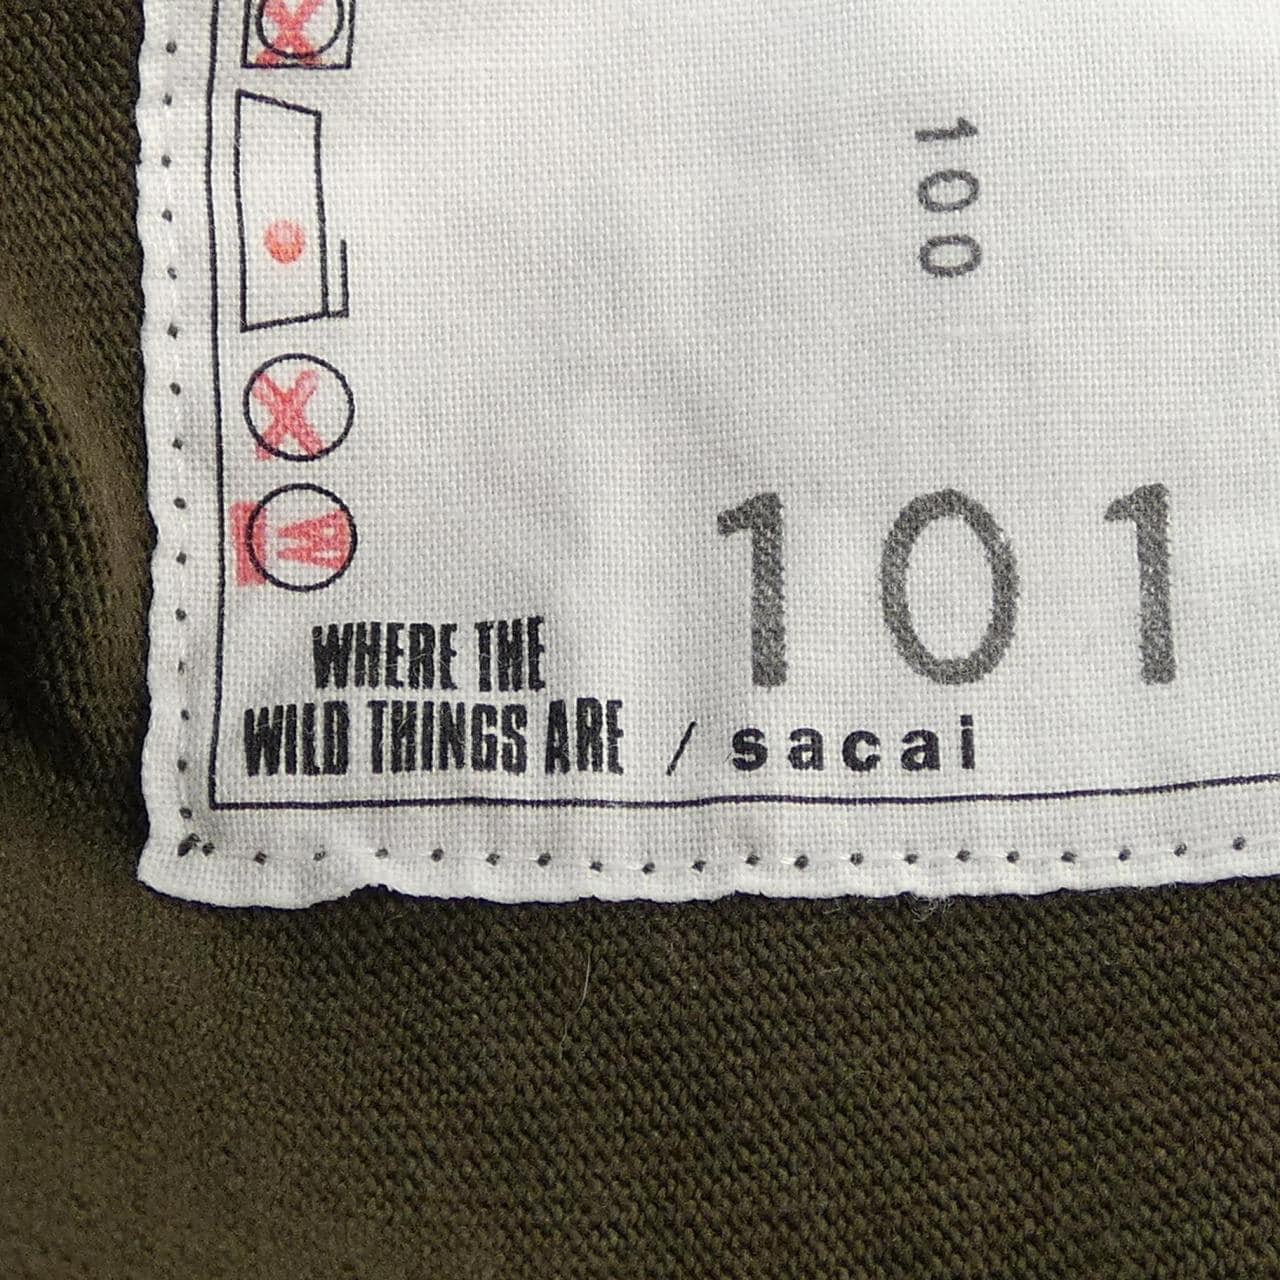 100
W
101
WHERE THE
WILD THINGS ARE / sacai